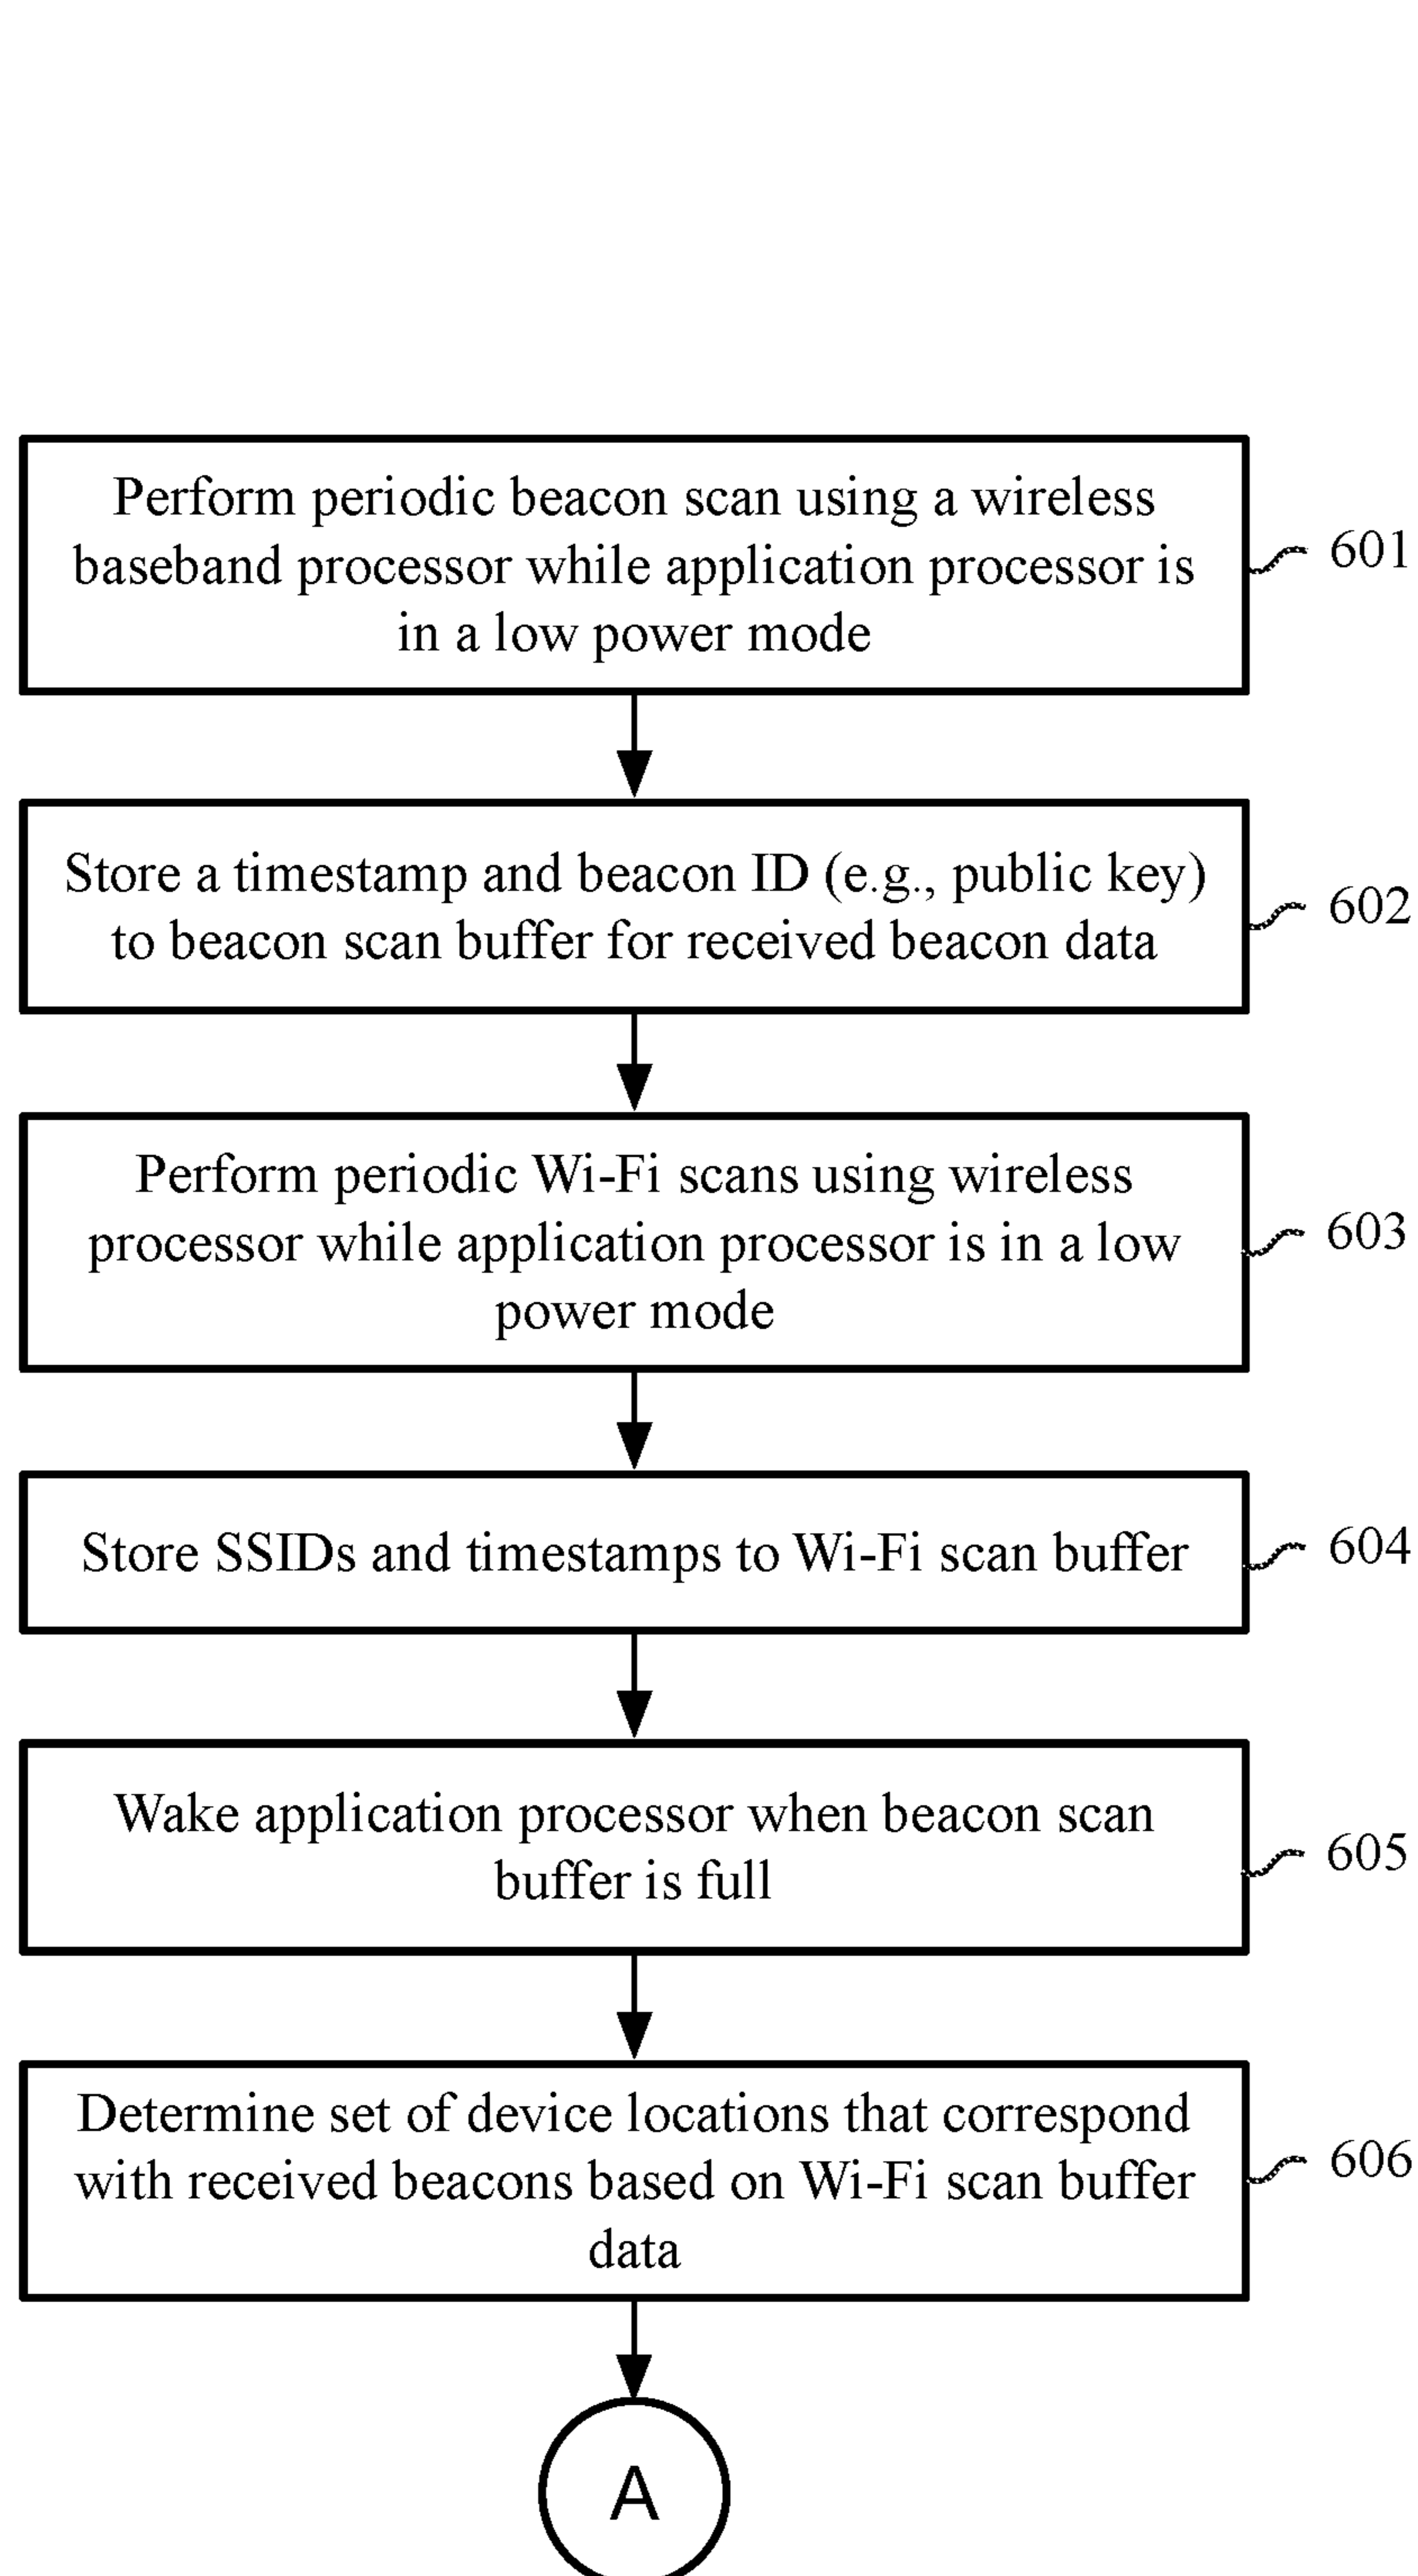 Perform periodic beacon scan using a wireless
baseband processor while application processor is
in a low power mode
601
Store a timestamp and beacon ID (e.g., public key)
to beacon scan buffer for received beacon data
602
Perform periodic Wi-Fi scans using wireless
processor while application processor is in a low
power mode
603
Store SSIDs and timestamps to Wi-Fi scan buffer
604
Wake application processor when beacon scan
buffer is full
605
Determine set of device locations that correspond
with received beacons based on Wi-Fi scan buffer
data
606
A